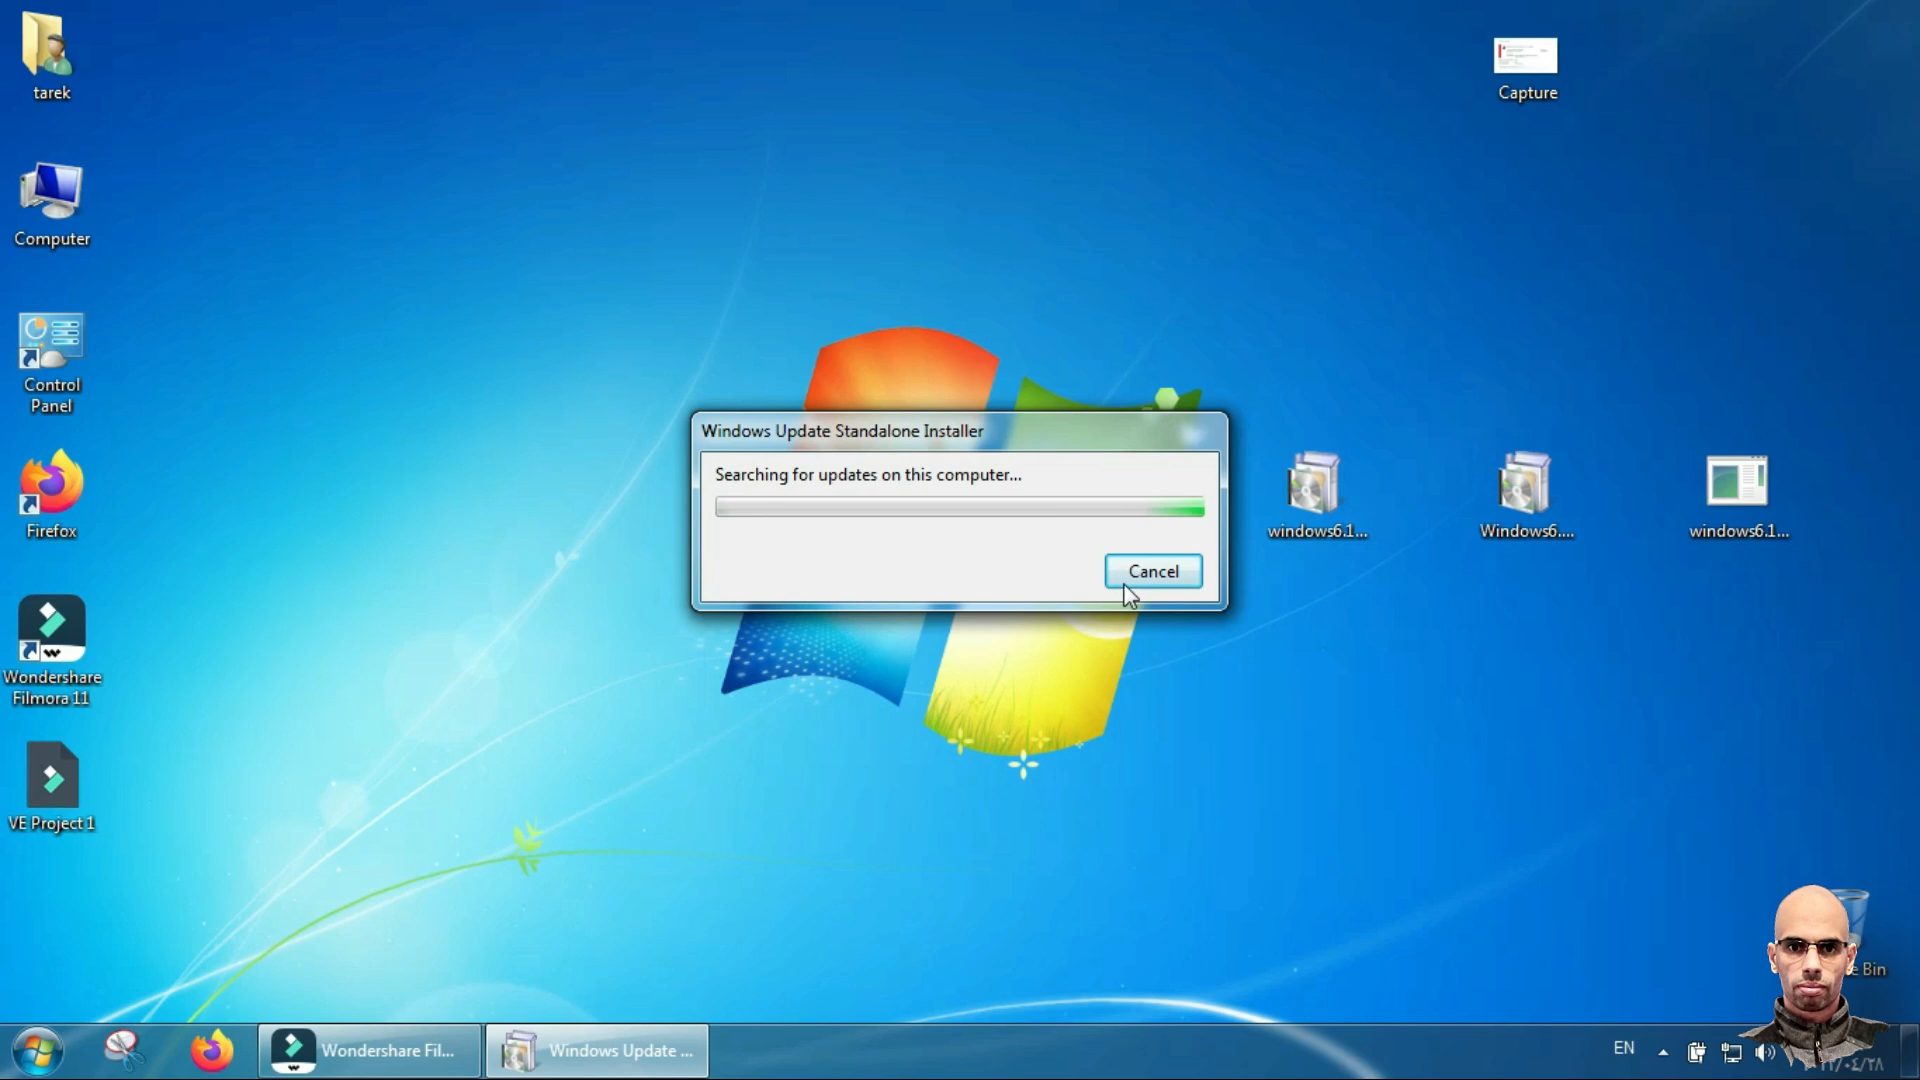 tarek
Computer
Control
Panel
Firefox
Wondershare
Filmora 11
VE Project 1
Capture
Windows Update Standalone Installer
Searching for updates on this computer...
Cancel
windows6.1...
Windows6....
windows6.1...
Bin
Wondershare Fil...
Windows Update ...
EN